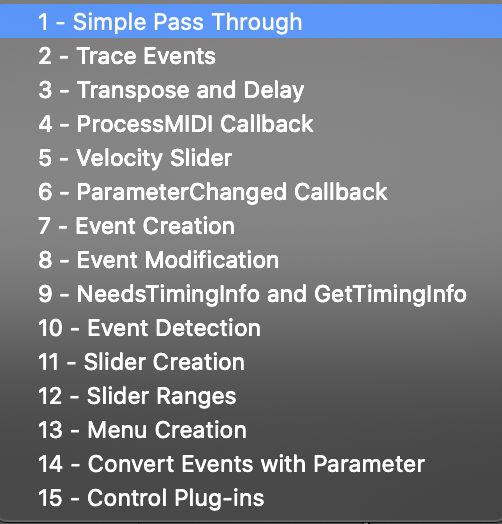 1 - Simple Pass Through
2 - Trace Events
3 - Transpose and Delay
4 - ProcessMIDI Callback
5 - Velocity Slider
6 - ParameterChanged Callback
7 - Event Creation
8 - Event Modification
9 - NeedsTimingInfo and GetTimingInfo
10 - Event Detection
11 - Slider Creation
12 - Slider Ranges
13 - Menu Creation
14 - Convert Events with Parameter
15 - Control Plug-ins